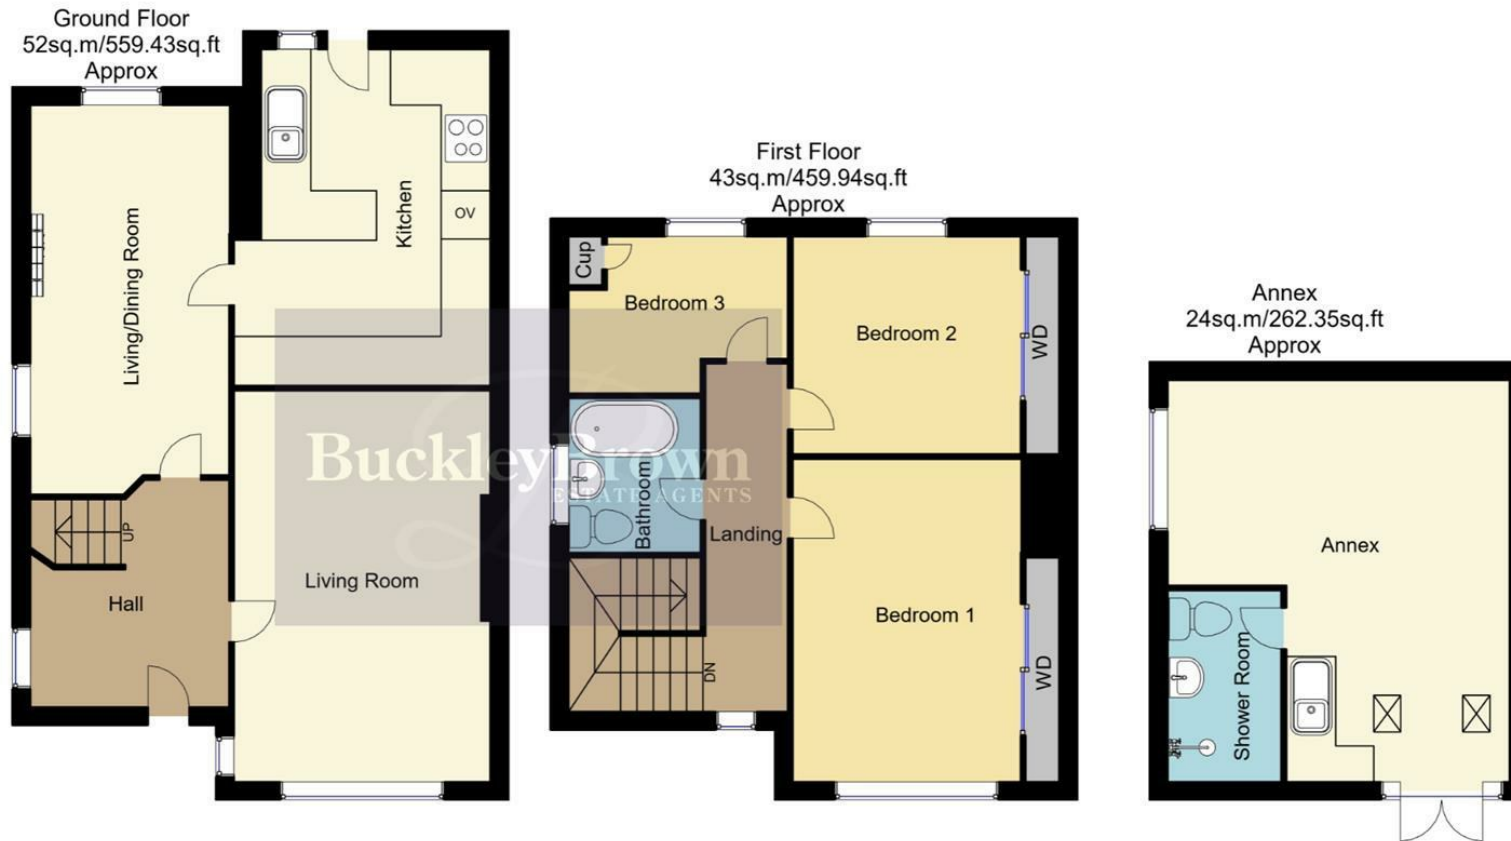 Ground Floor
52sq.m/559.43sq.ft
Approx
Living/Dining Room
Kitchen
OV
UP
Hall
Living Room
First Floor
43sq.m/459.94sq.ft
Approx
Cup
Bedroom 3
Bedroom 2
WD
Bathroom
Landing
Bedroom 1
WD
DN
Annex
24sq.m/262.35sq.ft
Approx
Annex
Shower Room
BuckleyBrown
ESTATE AGENTS